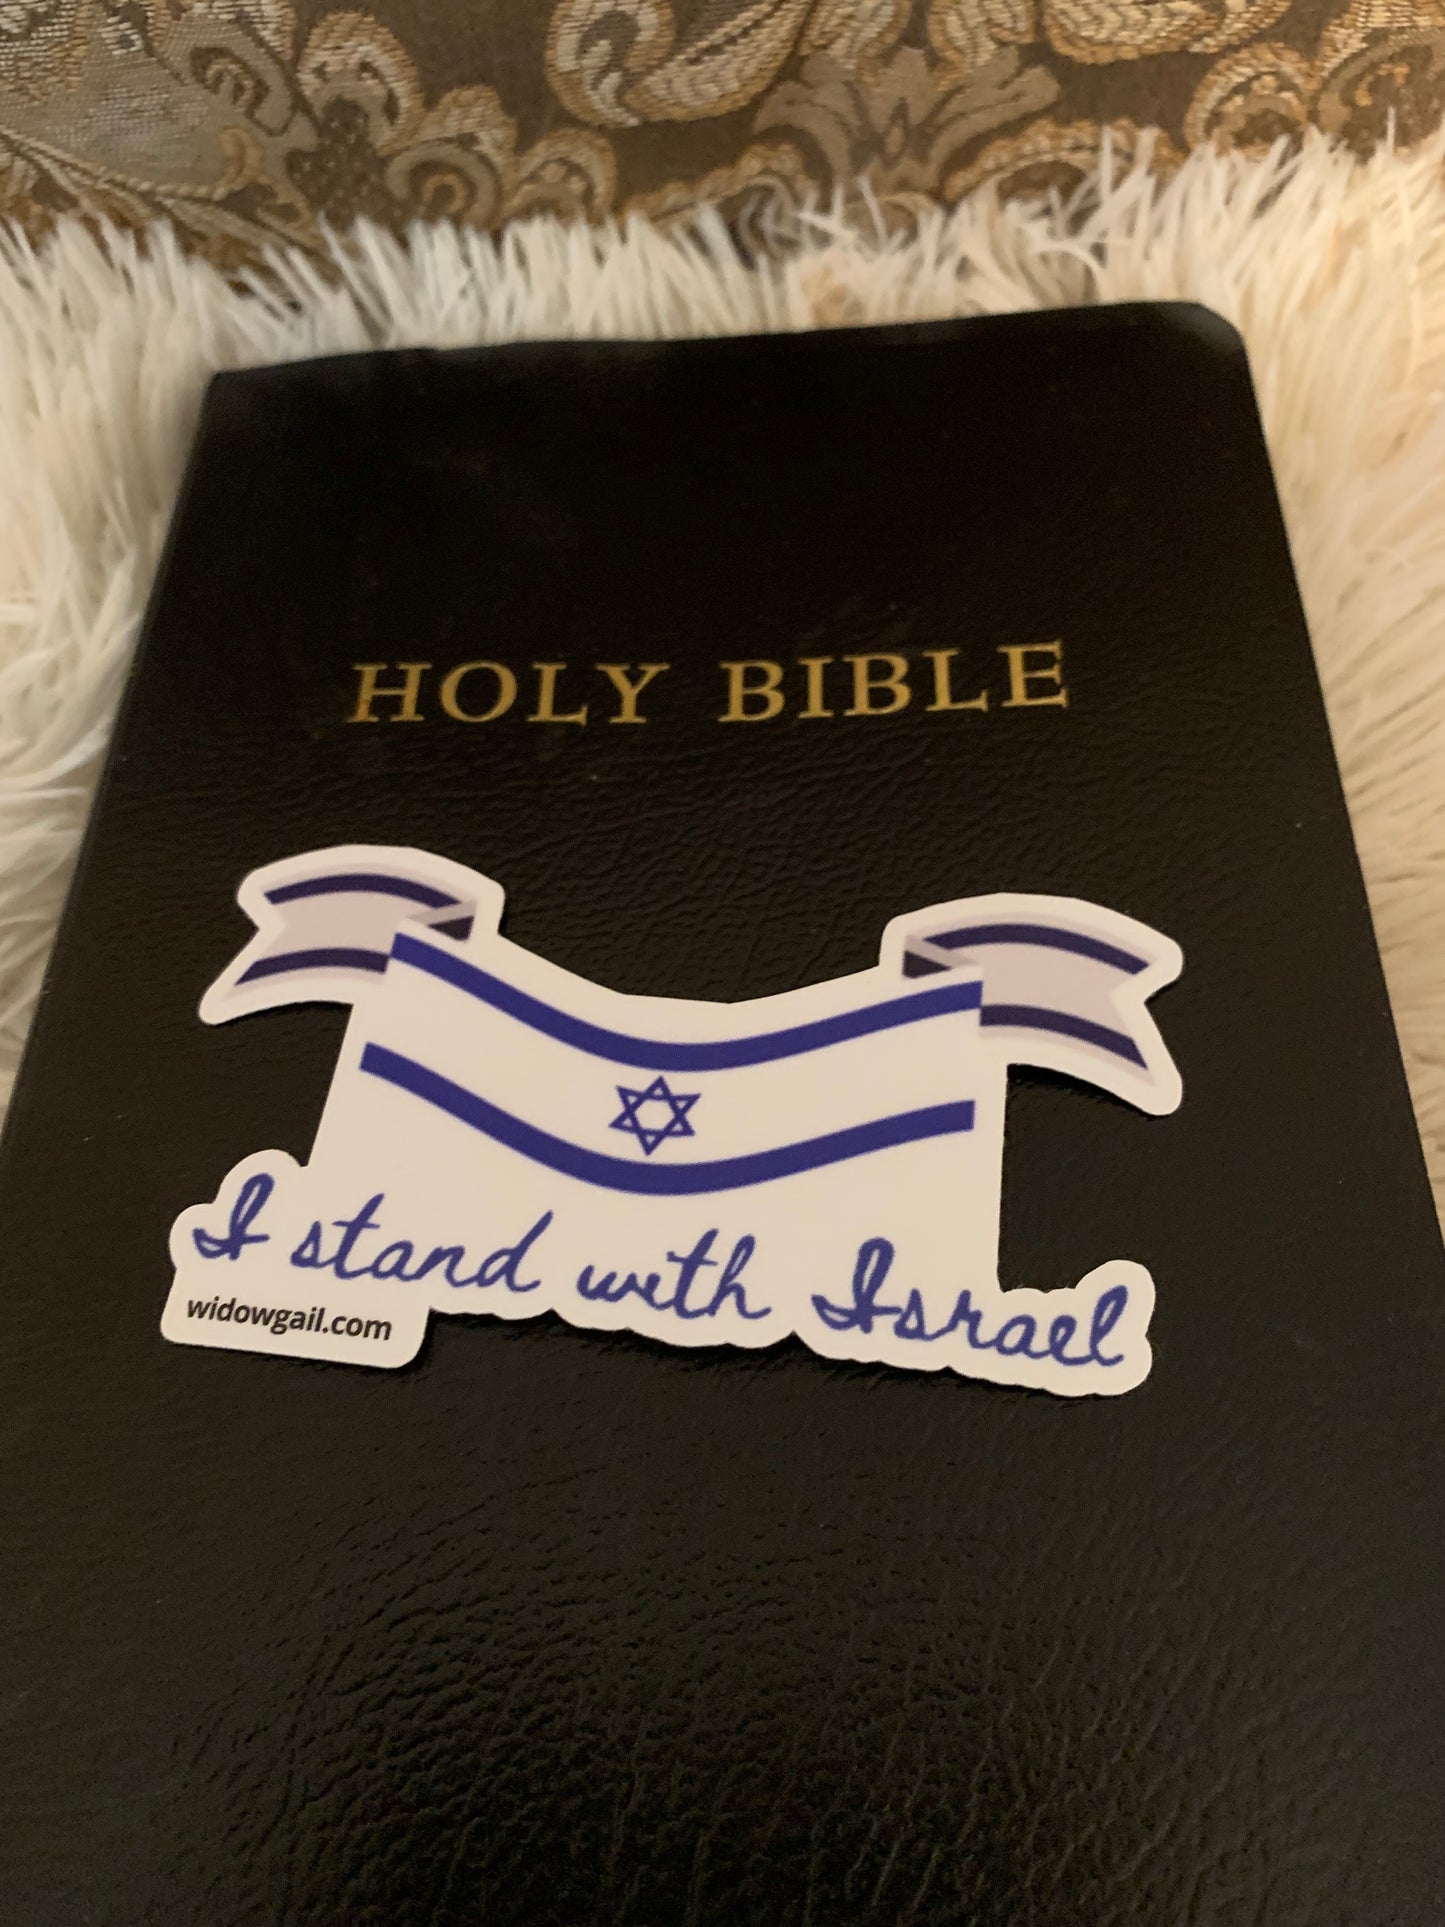 HOLY BIBLE
I stand with Israel
widowgail.com